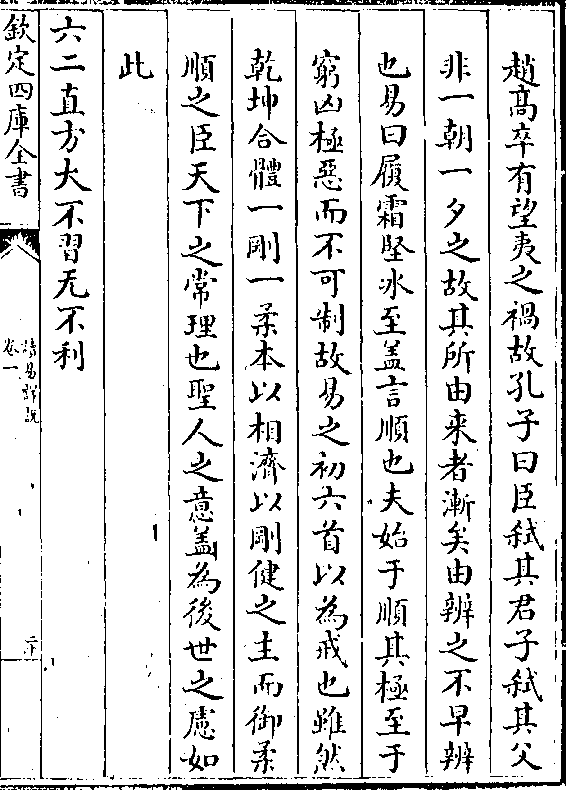 趙髙卒有望夷之禍故孔子曰臣弑其君子弑其父
非一朝一夕之故其所由来者漸矣由辨之不早辨
也易曰履霜堅冰至葢言順也夫始于順其極至于
窮凶極惡而不可制故易之初六首以為戒也雖然
乾坤合體一剛一柔本以相濟以剛健之主而御柔
順之臣天下之常理也聖人之意葢為後世之慮如
此
六二直方大不習无不利
欽定四庫全書
讀易詳説
卷一